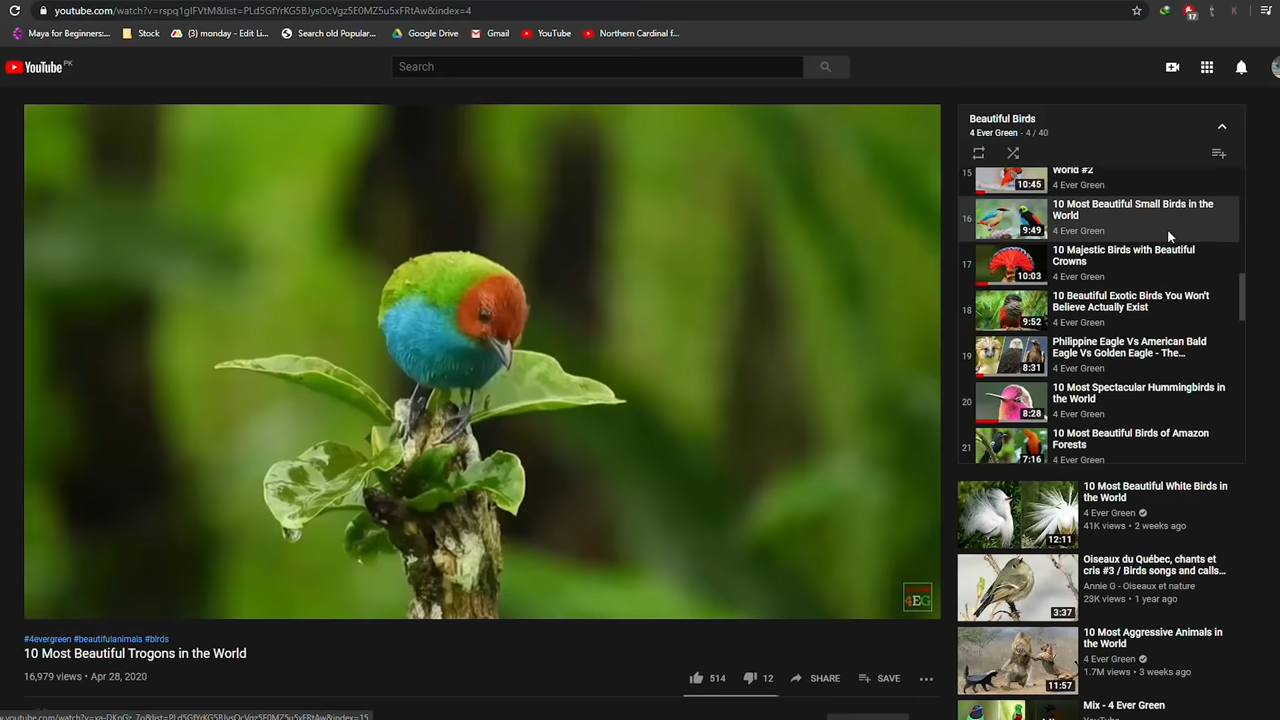 youtube.com/watch?v=rspq1gIFVtM&list=PLd5GfYrKG5BJysOcVgz5E0MZ5u5xFRtAw&index=4
17
Maya for Beginners:...
Stock
(3) monday - Edit Li...
Search old Popular...
Google Drive
Gmail
YouTube
Northern Cardinal f...
YouTube PK
Search
Beautiful Birds
4 Ever Green - 4 / 40
15
World #2
4 Ever Green
10:45
16
10 Most Beautiful Small Birds in the
World
4 Ever Green
9:49
17
10 Majestic Birds with Beautiful
Crowns
4 Ever Green
10:03
18
10 Beautiful Exotic Birds You Won't
Believe Actually Exist
4 Ever Green
9:52
19
Philippine Eagle Vs American Bald
Eagle Vs Golden Eagle - The...
4 Ever Green
8:31
20
10 Most Spectacular Hummingbirds in
the World
4 Ever Green
8:28
21
10 Most Beautiful Birds of Amazon
Forests
4 Ever Green
7:16
4EG
#4evergreen #beautifulanimals #birds
10 Most Beautiful Trogons in the World
16,979 views • Apr 28, 2020
514
12
SHARE
SAVE
10 Most Beautiful White Birds in
the World
4 Ever Green
41K views • 2 weeks ago
12:11
Oiseaux du Québec, chants et
cris #3 / Birds songs and calls...
Annie G - Oiseaux et nature
23K views • 1 year ago
3:37
10 Most Aggressive Animals in
the World
4 Ever Green
1.7M views • 3 weeks ago
11:57
Mix - 4 Ever Green
YouTube